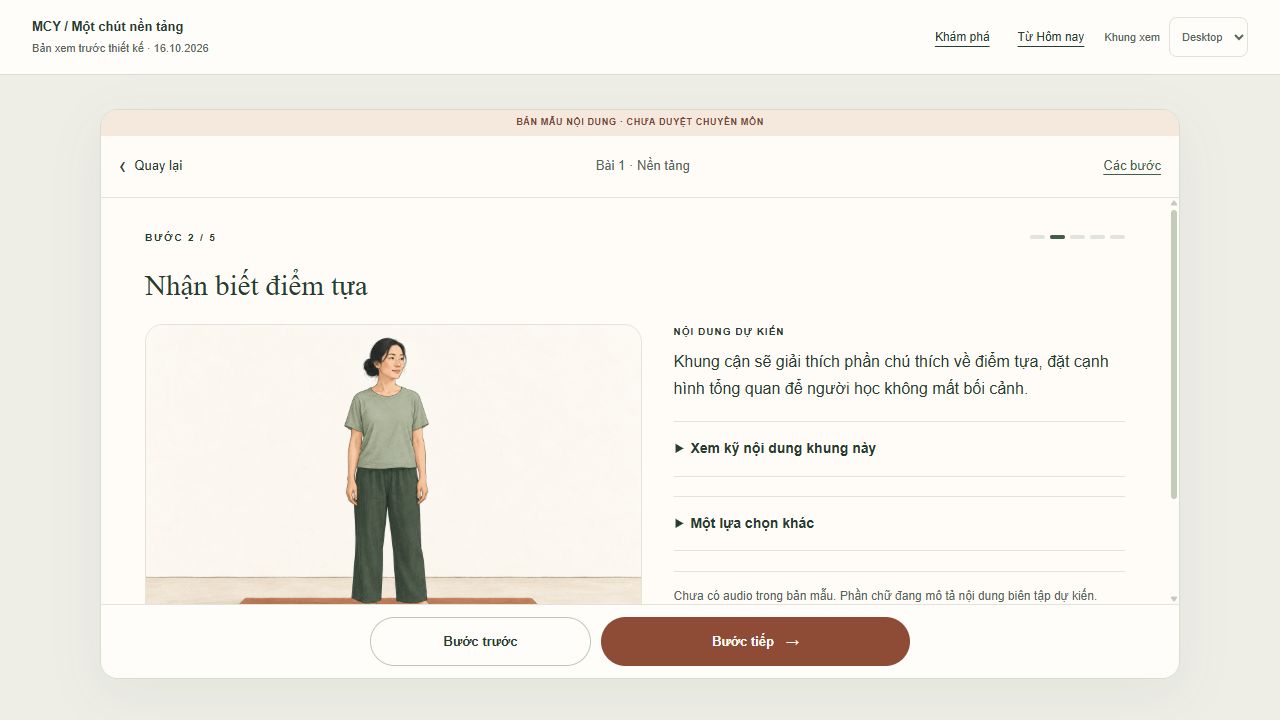 MCY / Một chút nền tảng
Bản xem trước thiết kế · 16.10.2026
Khám phá
Từ Hôm nay
Khung xem
Desktop
BẢN MẪU NỘI DUNG · CHƯA DUYỆT CHUYÊN MÔN
Quay lại
Bài 1 · Nền tảng
Các bước
BƯỚC 2 / 5
Nhận biết điểm tựa
NỘI DUNG DỰ KIẾN
Khung cận sẽ giải thích phần chú thích về điểm tựa, đặt cạnh
hình tổng quan để người học không mất bối cảnh.
Xem kỹ nội dung khung này
Một lựa chọn khác
Chưa có audio trong bản mẫu. Phần chữ đang mô tả nội dung biên tập dự kiến.
Bước trước
Bước tiếp →